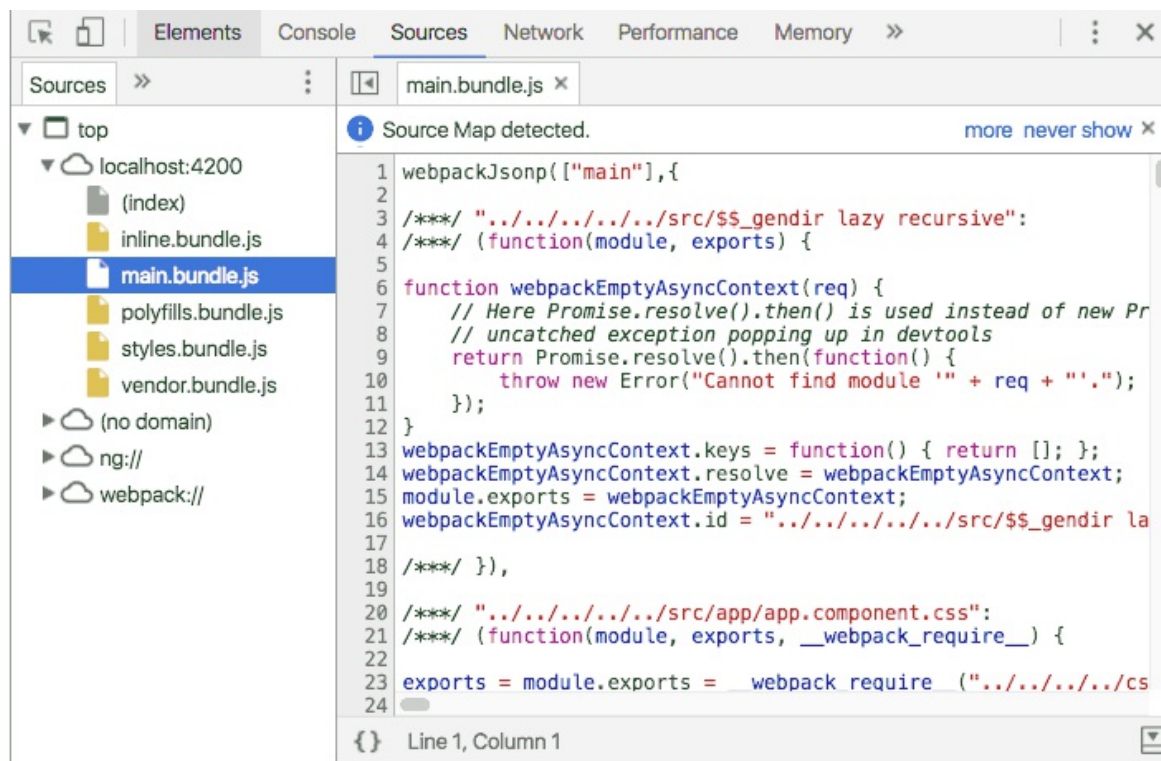 Elements Console Sources Network Performance Memory »
Sources »
main.bundle.js ×
top
localhost:4200
(index)
inline.bundle.js
main.bundle.js
polyfills.bundle.js
styles.bundle.js
vendor.bundle.js
(no domain)
ng://
webpack://
Source Map detected. more never show ×
1 webpackJsonp(["main"],{
2
3 /***/ "../../../../../src/$$_gendir lazy recursive":
4 /***/ (function(module, exports) {
5
6 function webpackEmptyAsyncContext(req) {
7 // Here Promise.resolve().then() is used instead of new Pr
8 // uncatched exception popping up in devtools
9 return Promise.resolve().then(function() {
10 throw new Error("Cannot find module '" + req + "'.");
11 });
12 }
13 webpackEmptyAsyncContext.keys = function() { return []; };
14 webpackEmptyAsyncContext.resolve = webpackEmptyAsyncContext;
15 module.exports = webpackEmptyAsyncContext;
16 webpackEmptyAsyncContext.id = "../../../../../src/$$_gendir la
17
18 /***/ }),
19
20 /***/ "../../../../../src/app/app.component.css":
21 /***/ (function(module, exports, __webpack_require__) {
22
23 exports = module.exports = __webpack_require__("../../../../cs
24
{} Line 1, Column 1